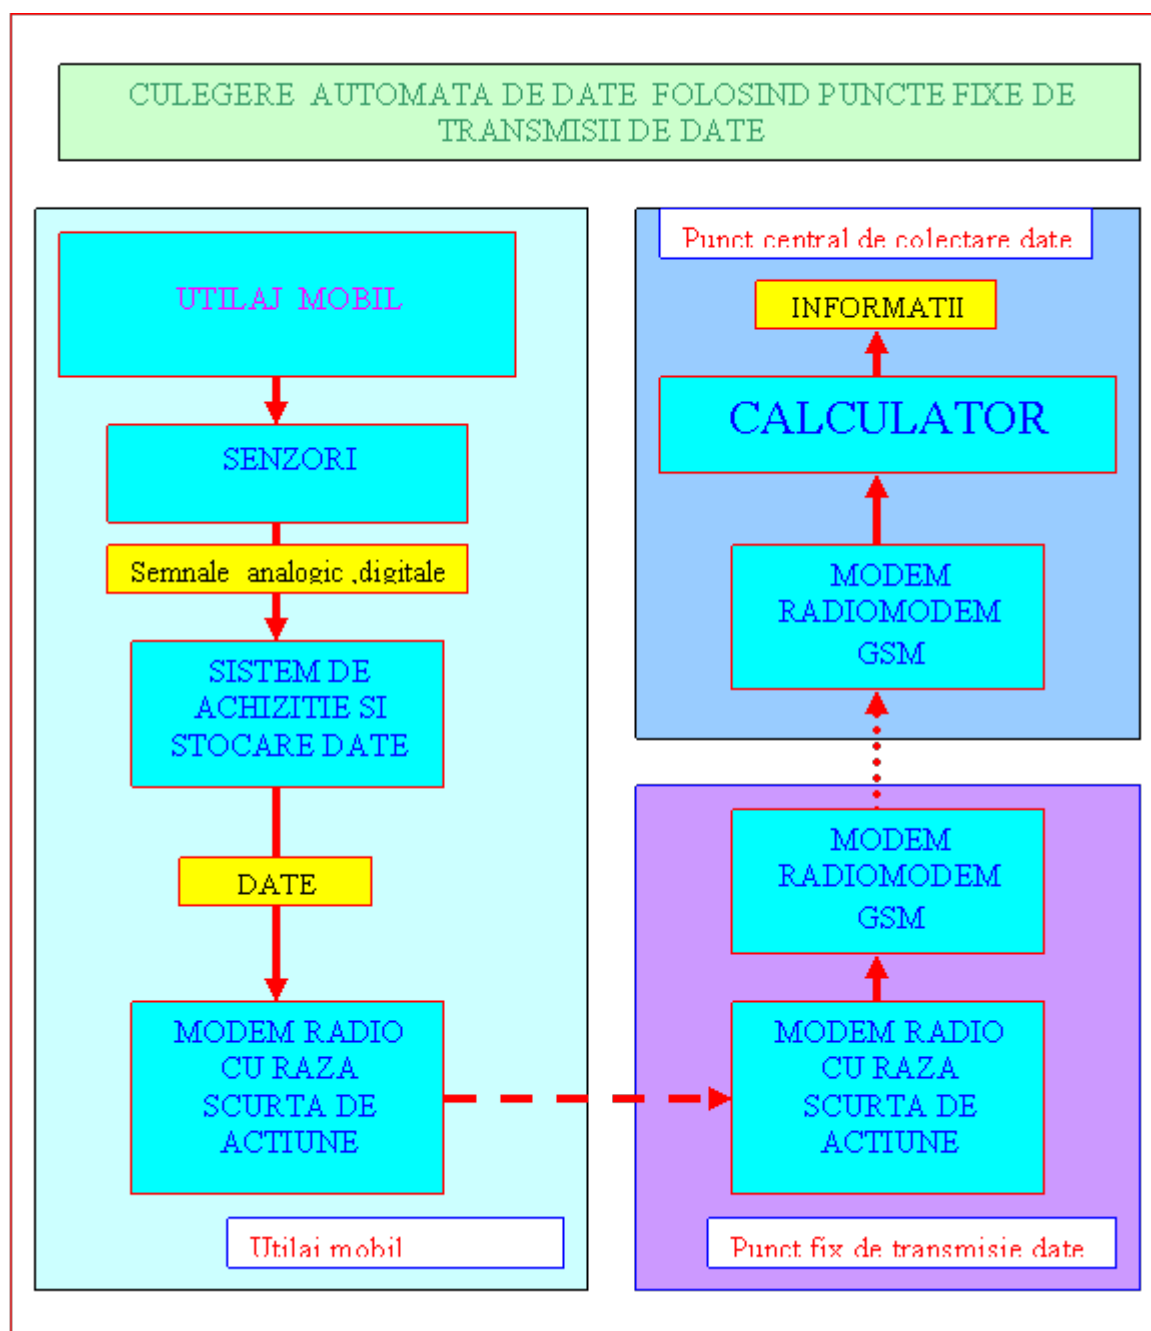 CULEGERE AUTOMATA DE DATE FOLOSIND PUNCTE FIXE DE
TRANSMISII DE DATE
UTILAJ MOBIL
SENZORI
Semnale analogic ,digitale
SISTEM DE
ACHIZITIE SI
STOCARE DATE
DATE
MODEM RADIO
CU RAZA
SCURTA DE
ACTIUNE
Utilaj mobil
Punct central de colectare date
INFORMATII
CALCULATOR
MODEM
RADIOMODEM
GSM
MODEM
RADIOMODEM
GSM
MODEM RADIO
CU RAZA
SCURTA DE
ACTIUNE
Punct fix de transmisie date